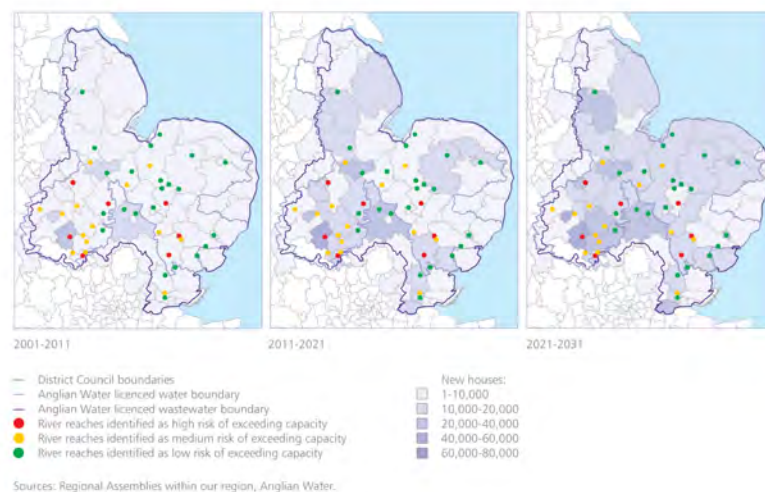 2001-2011
2011-2021
2021-2031
District Council boundaries
Anglian Water licenced water boundary
Anglian Water licenced wastewater boundary
River reaches identified as high risk of exceeding capacity
River reaches identified as medium risk of exceeding capacity
River reaches identified as low risk of exceeding capacity
New houses:
1-10,000
10,000-20,000
20,000-40,000
40,000-60,000
60,000-80,000
Sources: Regional Assemblies within our region, Anglian Water.